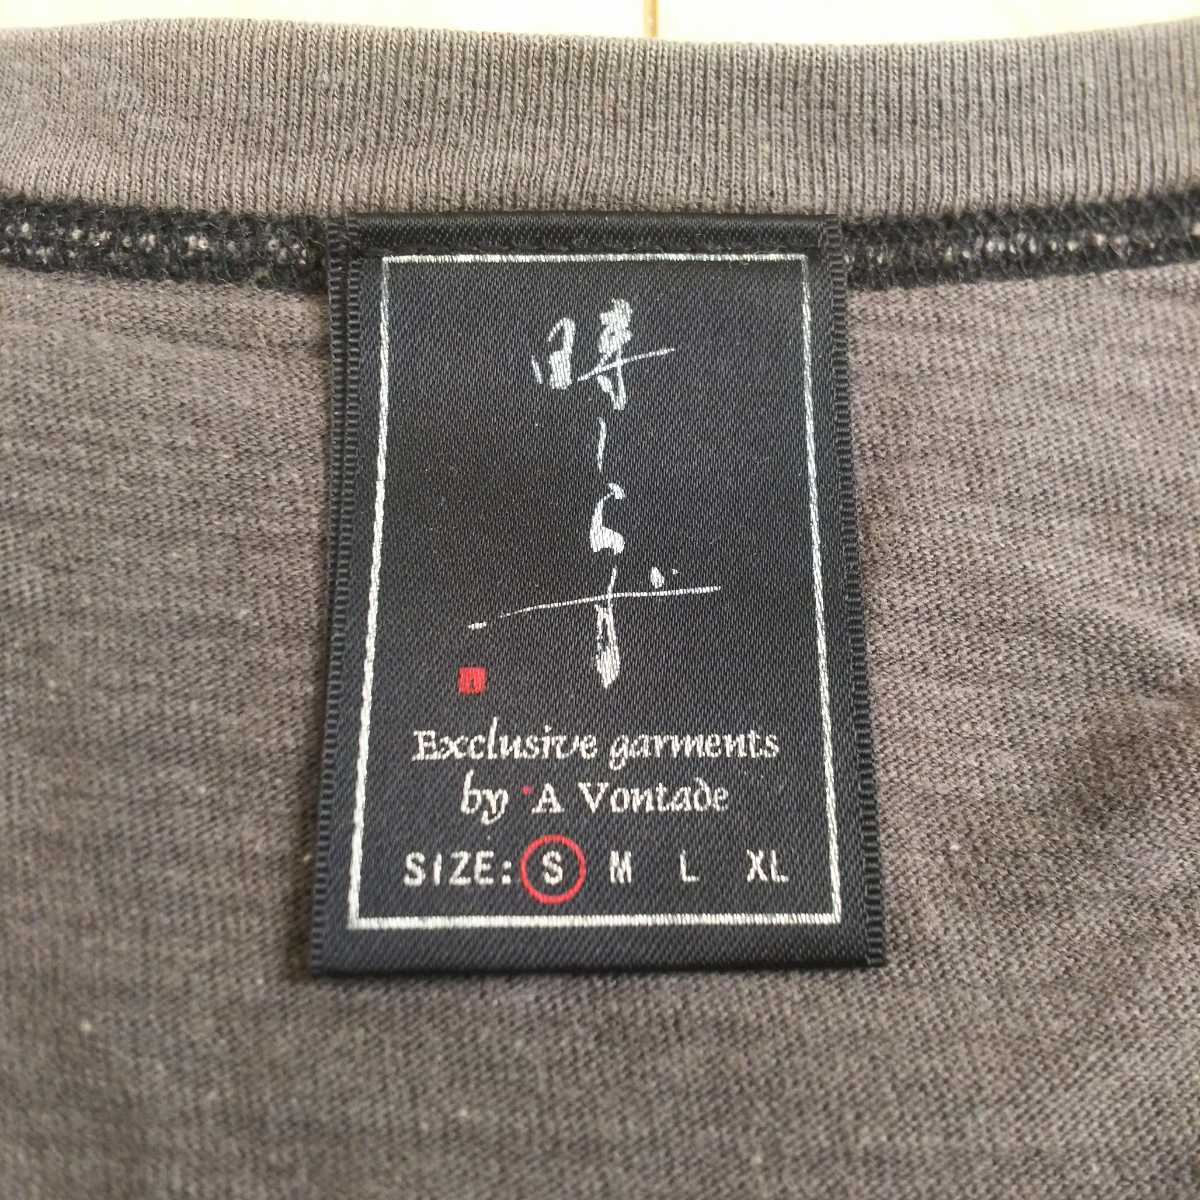 時しらず
Exclusive garments
by A Vontade
SIZE: S M L XL